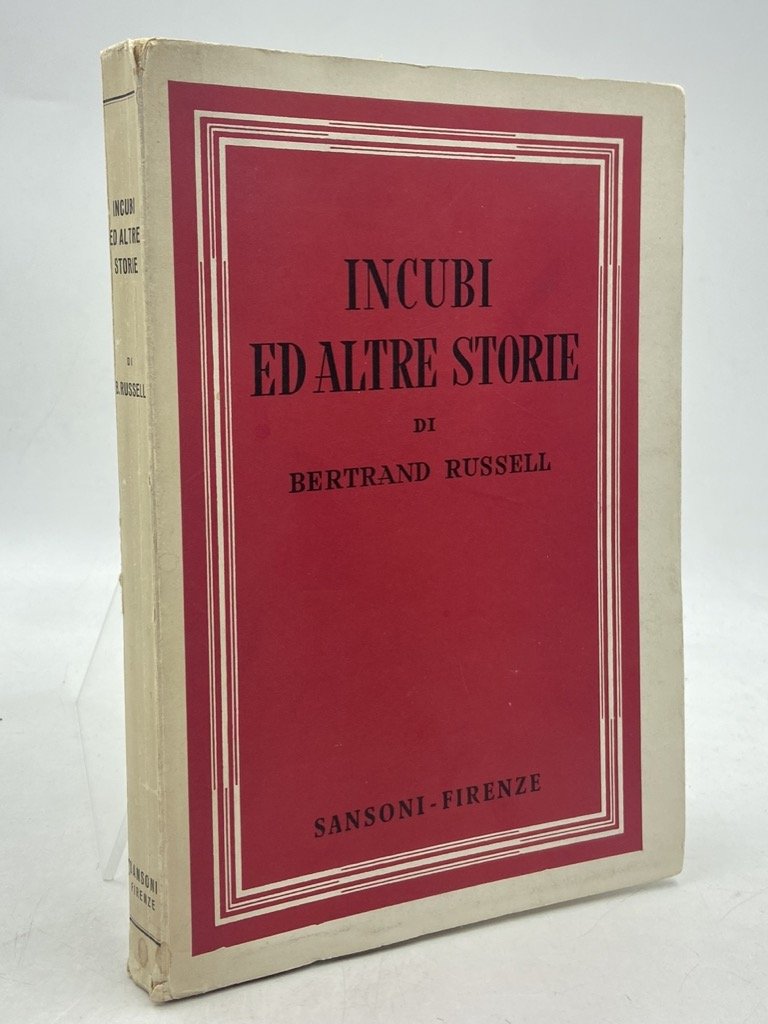 INCUBI
ED ALTRE STORIE
DI
BERTRAND RUSSELL
SANSONI-FIRENZE
INCUBI
ED ALTRE
STORIE
DI
B. RUSSELL
SANSONI
FIRENZE